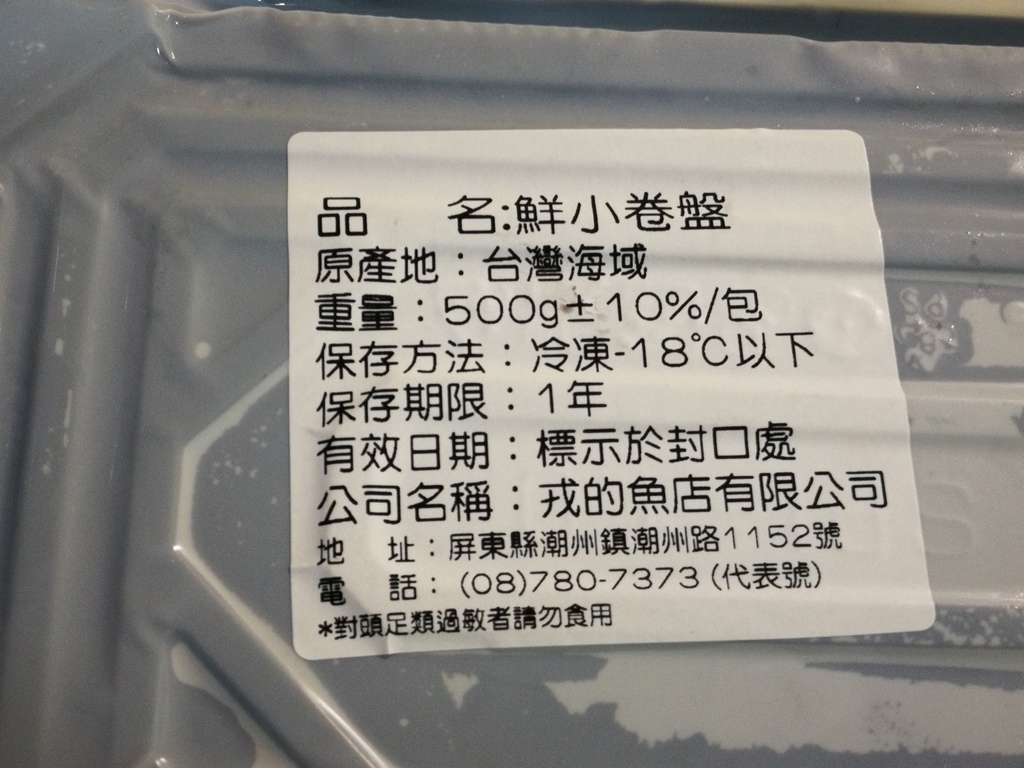 品　　名:鮮小卷盤
原產地：台灣海域
重量：500g±10%/包
保存方法：冷凍-18℃以下
保存期限：1年
有效日期：標示於封口處
公司名稱：戎的魚店有限公司
地　　址：屏東縣潮州鎮潮州路1152號
電　　話：(08)780-7373(代表號)
*對頭足類過敏者請勿食用